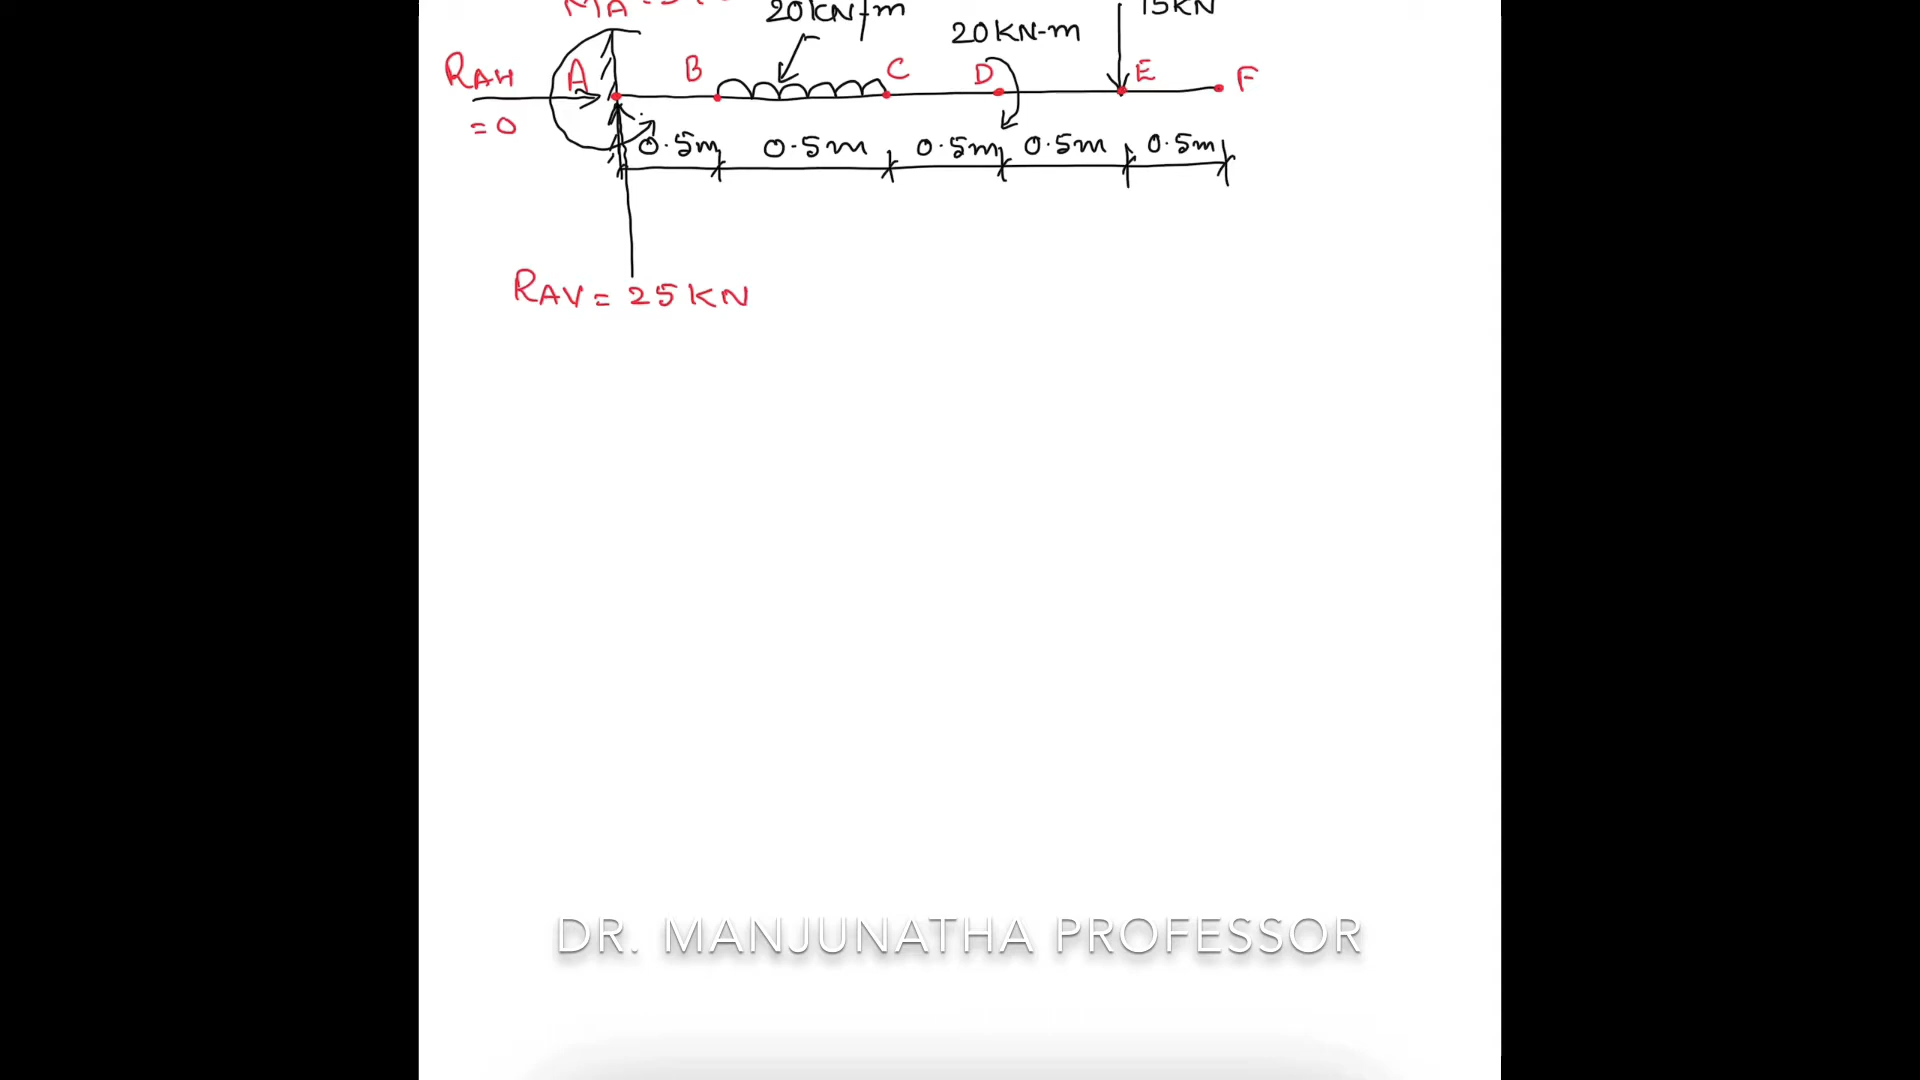 20KN/m
15KN
20KN-m
RAH
A
B
C
D
E
F
= 0
0.5m
0.5m
0.5m
0.5m
0.5m
RAV = 25KN
DR. MANJUNATHA PROFESSOR